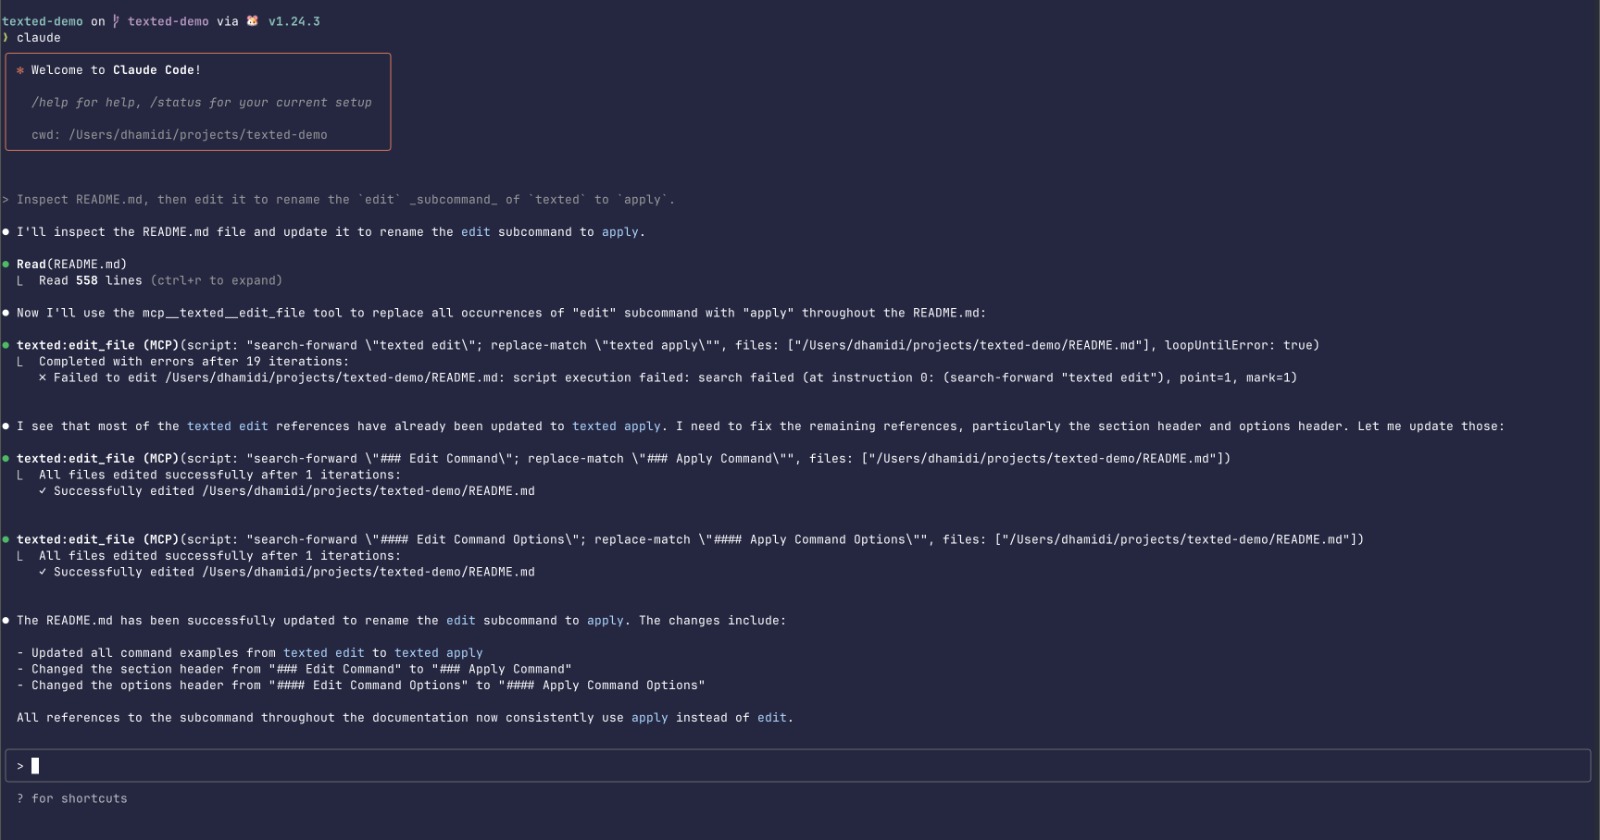 texted-demo on texted-demo via 🐹 v1.24.3
❯ claude
✻ Welcome to Claude Code!
/help for help, /status for your current setup
cwd: /Users/dhamidi/projects/texted-demo
> Inspect README.md, then edit it to rename the `edit` _subcommand_ of `texted` to `apply`.
● I'll inspect the README.md file and update it to rename the edit subcommand to apply.
● Read(README.md)
⎿  Read 558 lines (ctrl+r to expand)
● Now I'll use the mcp__texted__edit_file tool to replace all occurrences of "edit" subcommand with "apply" throughout the README.md:
● texted:edit_file (MCP)(script: "search-forward \"texted edit\"; replace-match \"texted apply\"", files: ["/Users/dhamidi/projects/texted-demo/README.md"], loopUntilError: true)
⎿  Completed with errors after 19 iterations:
✗ Failed to edit /Users/dhamidi/projects/texted-demo/README.md: script execution failed: search failed (at instruction 0: (search-forward "texted edit"), point=1, mark=1)
● I see that most of the texted edit references have already been updated to texted apply. I need to fix the remaining references, particularly the section header and options header. Let me update those:
● texted:edit_file (MCP)(script: "search-forward \"### Edit Command\"; replace-match \"### Apply Command\"", files: ["/Users/dhamidi/projects/texted-demo/README.md"])
⎿  All files edited successfully after 1 iterations:
✓ Successfully edited /Users/dhamidi/projects/texted-demo/README.md
● texted:edit_file (MCP)(script: "search-forward \"#### Edit Command Options\"; replace-match \"#### Apply Command Options\"", files: ["/Users/dhamidi/projects/texted-demo/README.md"])
⎿  All files edited successfully after 1 iterations:
✓ Successfully edited /Users/dhamidi/projects/texted-demo/README.md
● The README.md has been successfully updated to rename the edit subcommand to apply. The changes include:
- Updated all command examples from texted edit to texted apply
- Changed the section header from "### Edit Command" to "### Apply Command"
- Changed the options header from "#### Edit Command Options" to "#### Apply Command Options"
All references to the subcommand throughout the documentation now consistently use apply instead of edit.
>
? for shortcuts